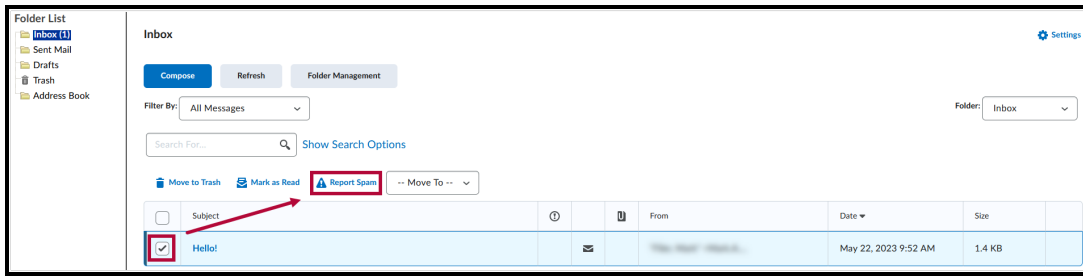 Folder List
Inbox (1)
Sent Mail
Drafts
Trash
Address Book
Inbox
Settings
Compose Refresh Folder Management
Filter By: All Messages Folder: Inbox
Search For... Show Search Options
Move to Trash Mark as Read Report Spam -- Move To --
Subject From Date Size
Hello! May 22, 2023 9:52 AM 1.4 KB